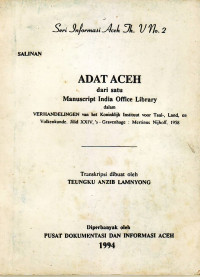 Seri Informasi Aceh Th. V No. 2
SALINAN
ADAT ACEH
dari satu
Manuscript India Office Library
dalam
VERHANDELINGEN van het Koninklijk Instituut voor Taal-, Land, en
Volkenkunde. Jilid XXIV, 's - Gravenhage : Martinus Nijhoff, 1958
Transkripsi dibuat oleh
TEUNGKU ANZIB LAMNYONG
Diperbanyak oleh
PUSAT DOKUMENTASI DAN INFORMASI ACEH
1994